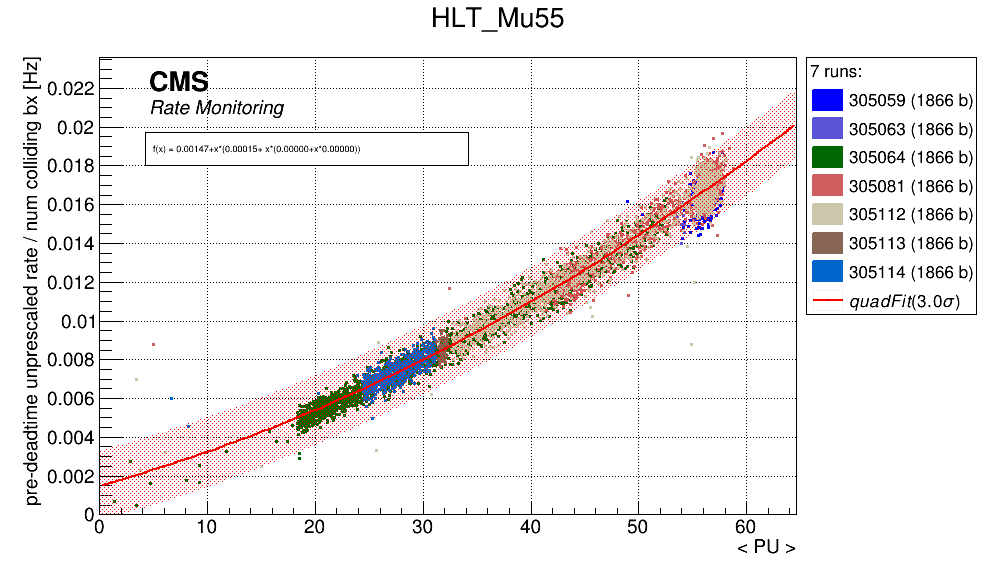 HLT_Mu55
pre-deadtime unprescaled rate / num colliding bx [Hz]
0.022
0.02
0.018
0.016
0.014
0.012
0.01
0.008
0.006
0.004
0.002
0
CMS
Rate Monitoring
f(x) = 0.00147+x*(0.00015+ x*(0.00000+x*0.00000))
0 10 20 30 40 50 60
< PU >
7 runs:
305059 (1866 b)
305063 (1866 b)
305064 (1866 b)
305081 (1866 b)
305112 (1866 b)
305113 (1866 b)
305114 (1866 b)
quadFit(3.0σ)